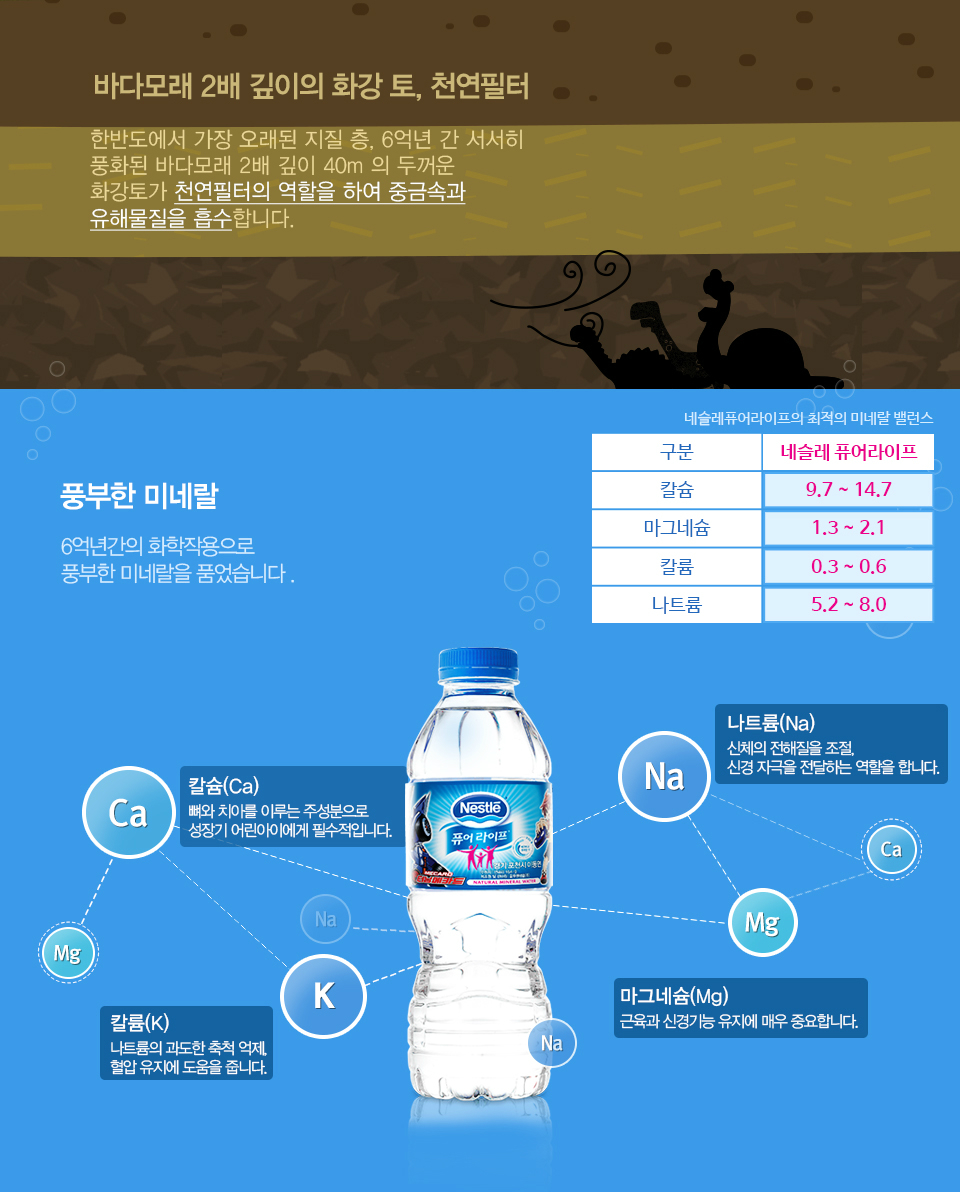 바다모래 2배 깊이의 화강 토, 천연필터
한반도에서 가장 오래된 지질 층, 6억년 간 서서히
풍화된 바다모래 2배 깊이 40m 의 두꺼운
화강토가 천연필터의 역할을 하여 중금속과
유해물질을 흡수합니다.
네슬레퓨어라이프의 최적의 미네랄 밸런스
구분 네슬레 퓨어라이프
칼슘 9.7 ~ 14.7
마그네슘 1.3 ~ 2.1
칼륨 0.3 ~ 0.6
나트륨 5.2 ~ 8.0
풍부한 미네랄
6억년간의 화학작용으로
풍부한 미네랄을 품었습니다 .
나트륨(Na)
신체의 전해질을 조절,
신경 자극을 전달하는 역할을 합니다.
Na
칼슘(Ca)
뼈와 치아를 이루는 주성분으로
성장기 어린아이에게 필수적입니다.
Ca
Nestlé
퓨어 라이프
경기 포천시 이동면
MECARD
NATURAL MINERAL WATER
Ca
Na
Mg
Mg
K
마그네슘(Mg)
근육과 신경기능 유지에 매우 중요합니다.
칼륨(K)
나트륨의 과도한 축척 억제,
혈압 유지에 도움을 줍니다.
Na